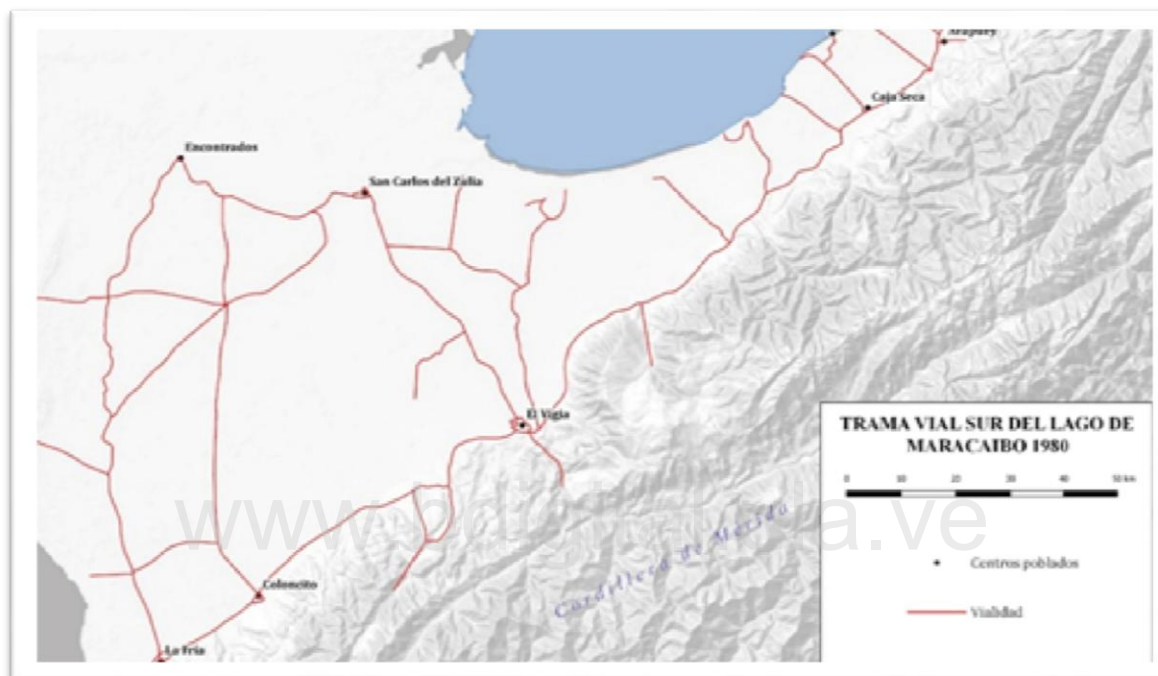 Arapuey
Caja Seca
Encontrados
San Carlos del Zulia
El Vigía
TRAMA VIAL SUR DEL LAGO DE
MARACAIBO 1980
0 10 20 30 40 50 km
Cordillera de Mérida
Centros poblados
Coloncito
Vialidad
La Fría